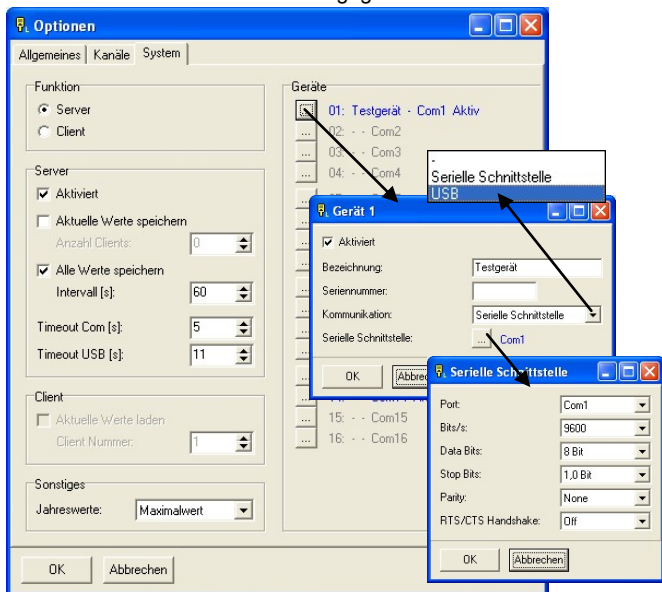 Optionen
Allgemeines Kanäle System
Funktion
Server
Client
Server
Aktiviert
Aktuelle Werte speichern
Anzahl Clients: 0
Alle Werte speichern
Intervall [s]: 60
Timeout Com [s]: 5
Timeout USB [s]: 11
Client
Aktuelle Werte laden
Client Nummer: 1
Sonstiges
Jahreswerte: Maximalwert
OK Abbrechen
Geräte
... 01: Testgerät - Com1 Aktiv
... 02: - - Com2
... 03: - - Com3
... 04: - - Com4
... 15: - - Com15
... 16: - - Com16
-
Serielle Schnittstelle
USB
Gerät 1
Aktiviert
Bezeichnung: Testgerät
Seriennummer:
Kommunikation: Serielle Schnittstelle
Serielle Schnittstelle: ... Com1
OK
Serielle Schnittstelle
Port: Com1
Bits/s: 9600
Data Bits: 8 Bit
Stop Bits: 1,0 Bit
Parity: None
RTS/CTS Handshake: Off
OK Abbrechen